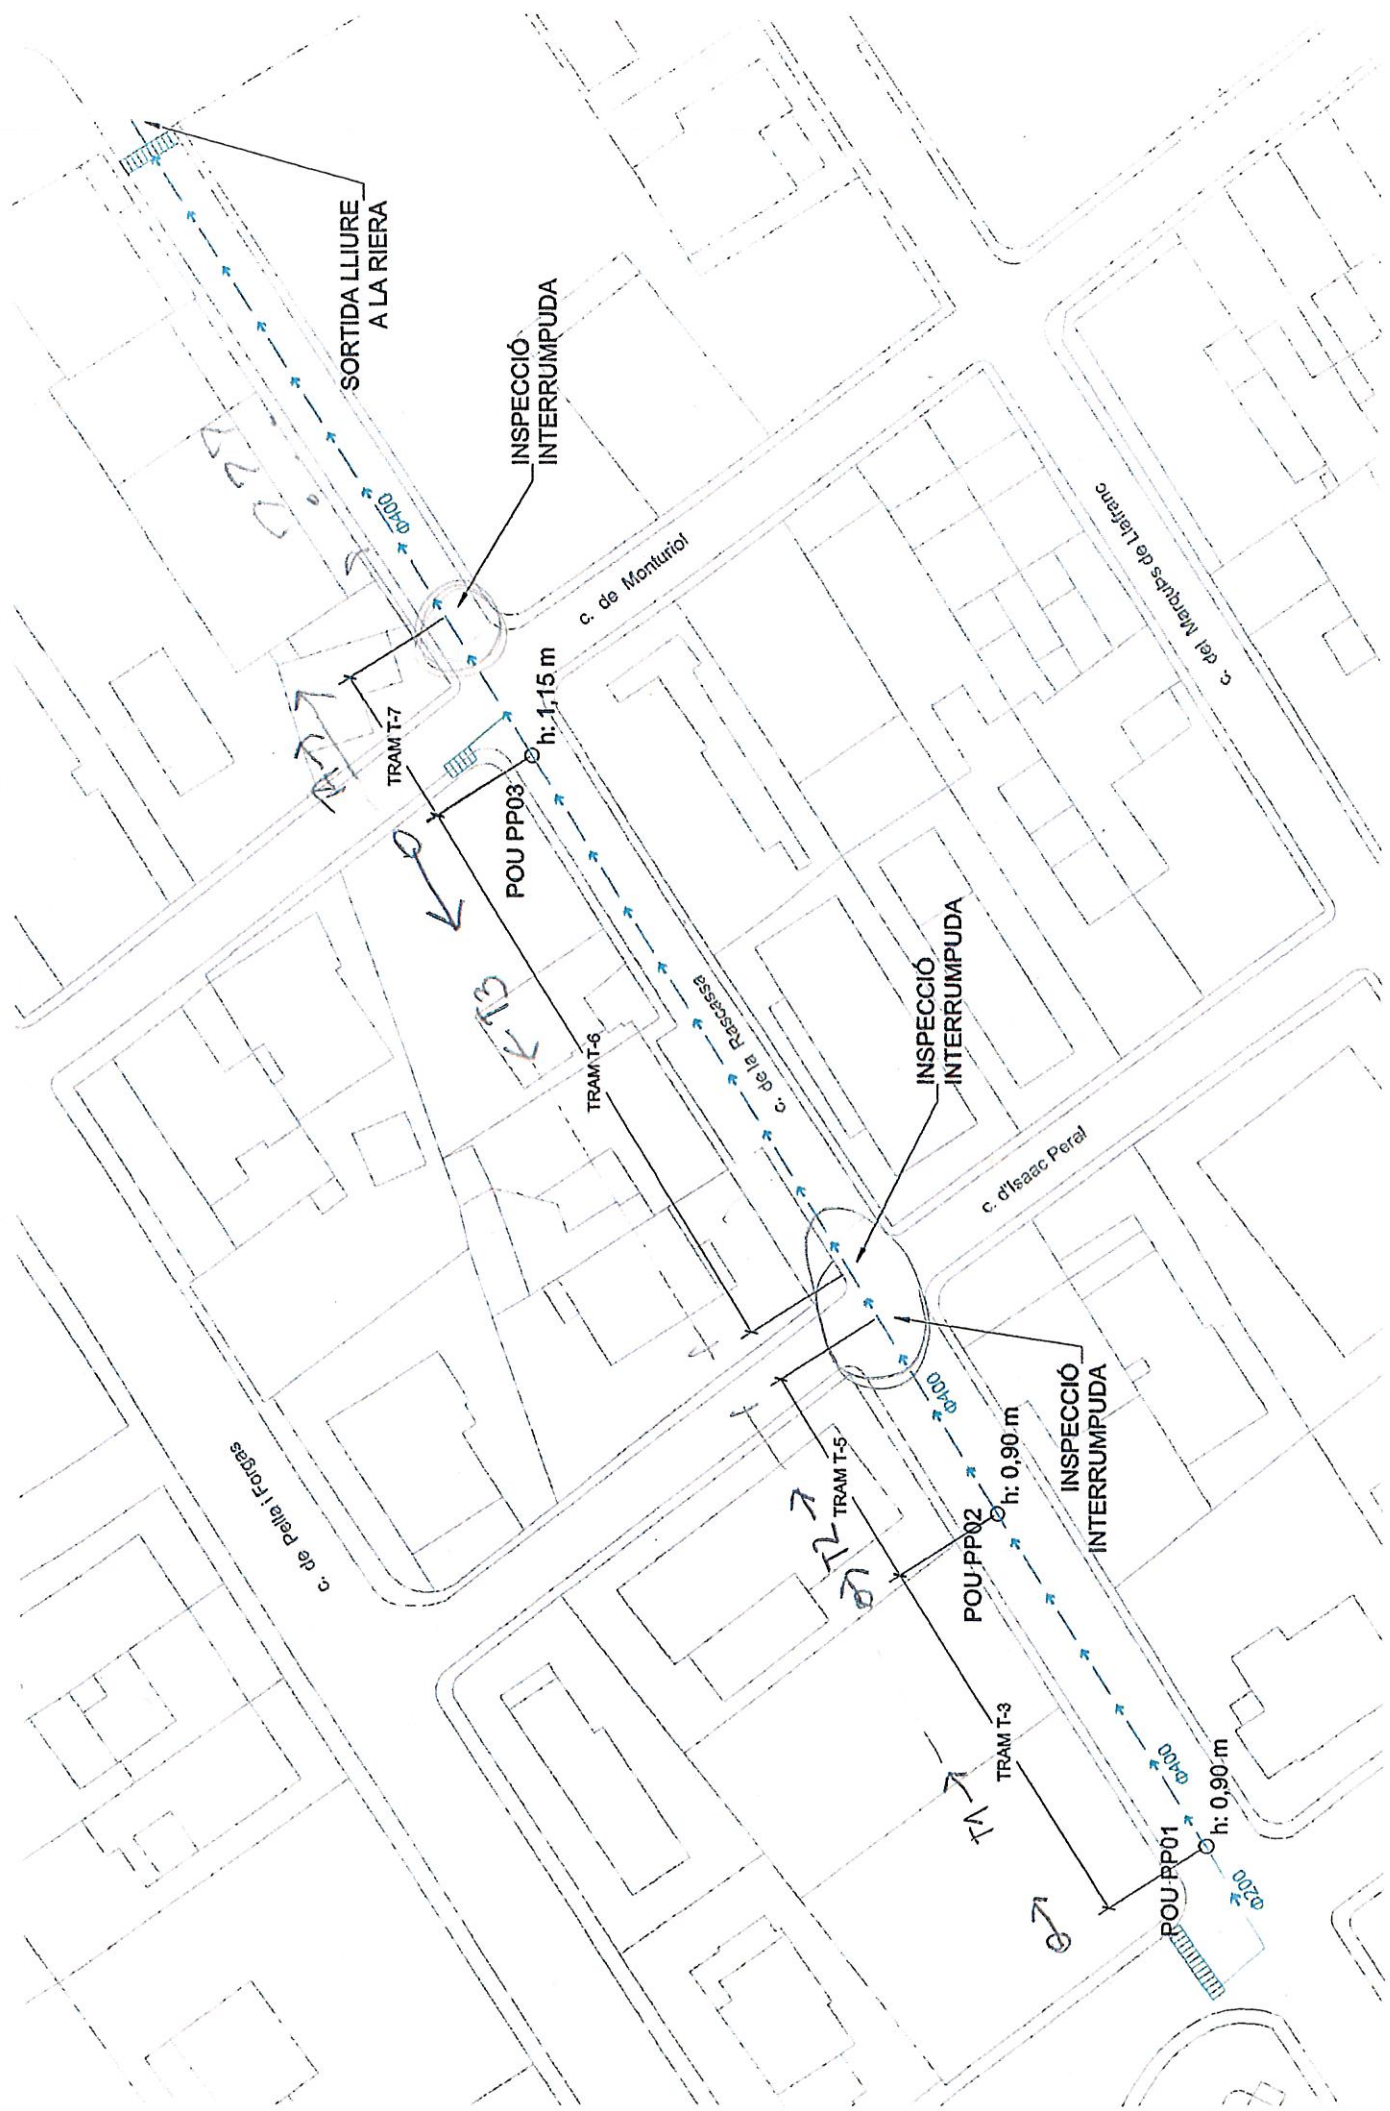 SORTIDA LLIURE
A LA RIERA
INSPECCIÓ
INTERRUMPUDA
Φ400
c. de Monturiol
c. del Marqubs de Llafranc
TRAM T-7
h: 1,15 m
POU PP03
T3
TRAM T-6
c. de la Rascassa
INSPECCIÓ
INTERRUMPUDA
c. d'Isaac Peral
c. de Pella i Forgas
Φ400
TRAM T-5
T2
h: 0,90 m
POU PP02
INSPECCIÓ
INTERRUMPUDA
TRAM T-3
T1
Φ400
h: 0,90 m
POU PP01
Φ200